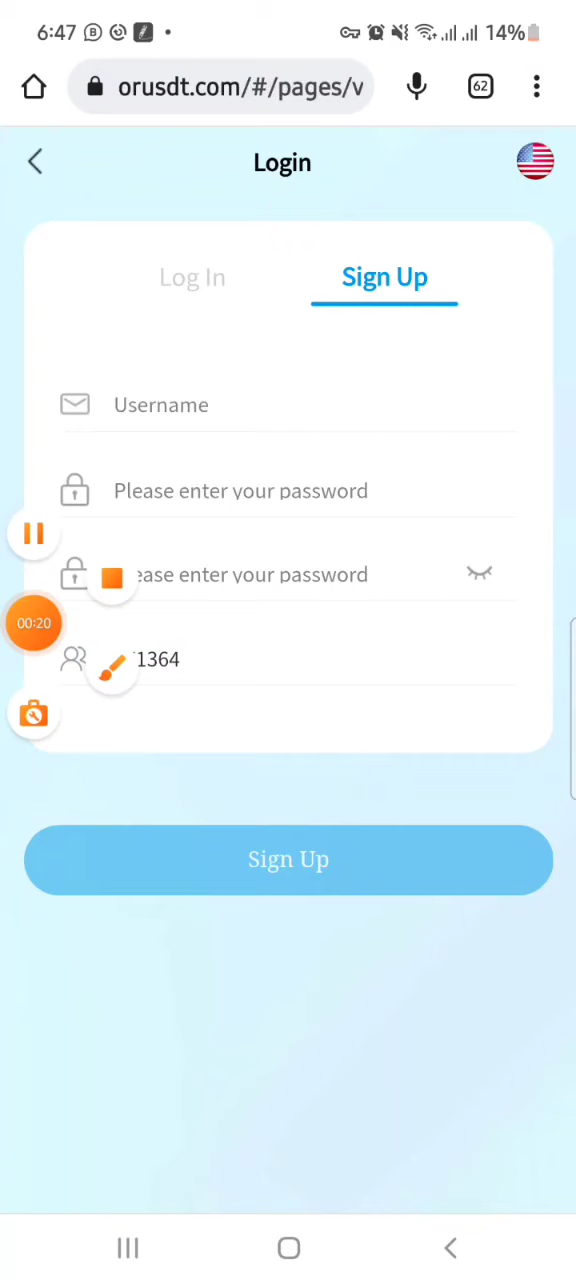 6:47 14%
orusdt.com/#/pages/v 62
Login
Log In Sign Up
Username
Please enter your password
ease enter your password
00:20
1364
Sign Up